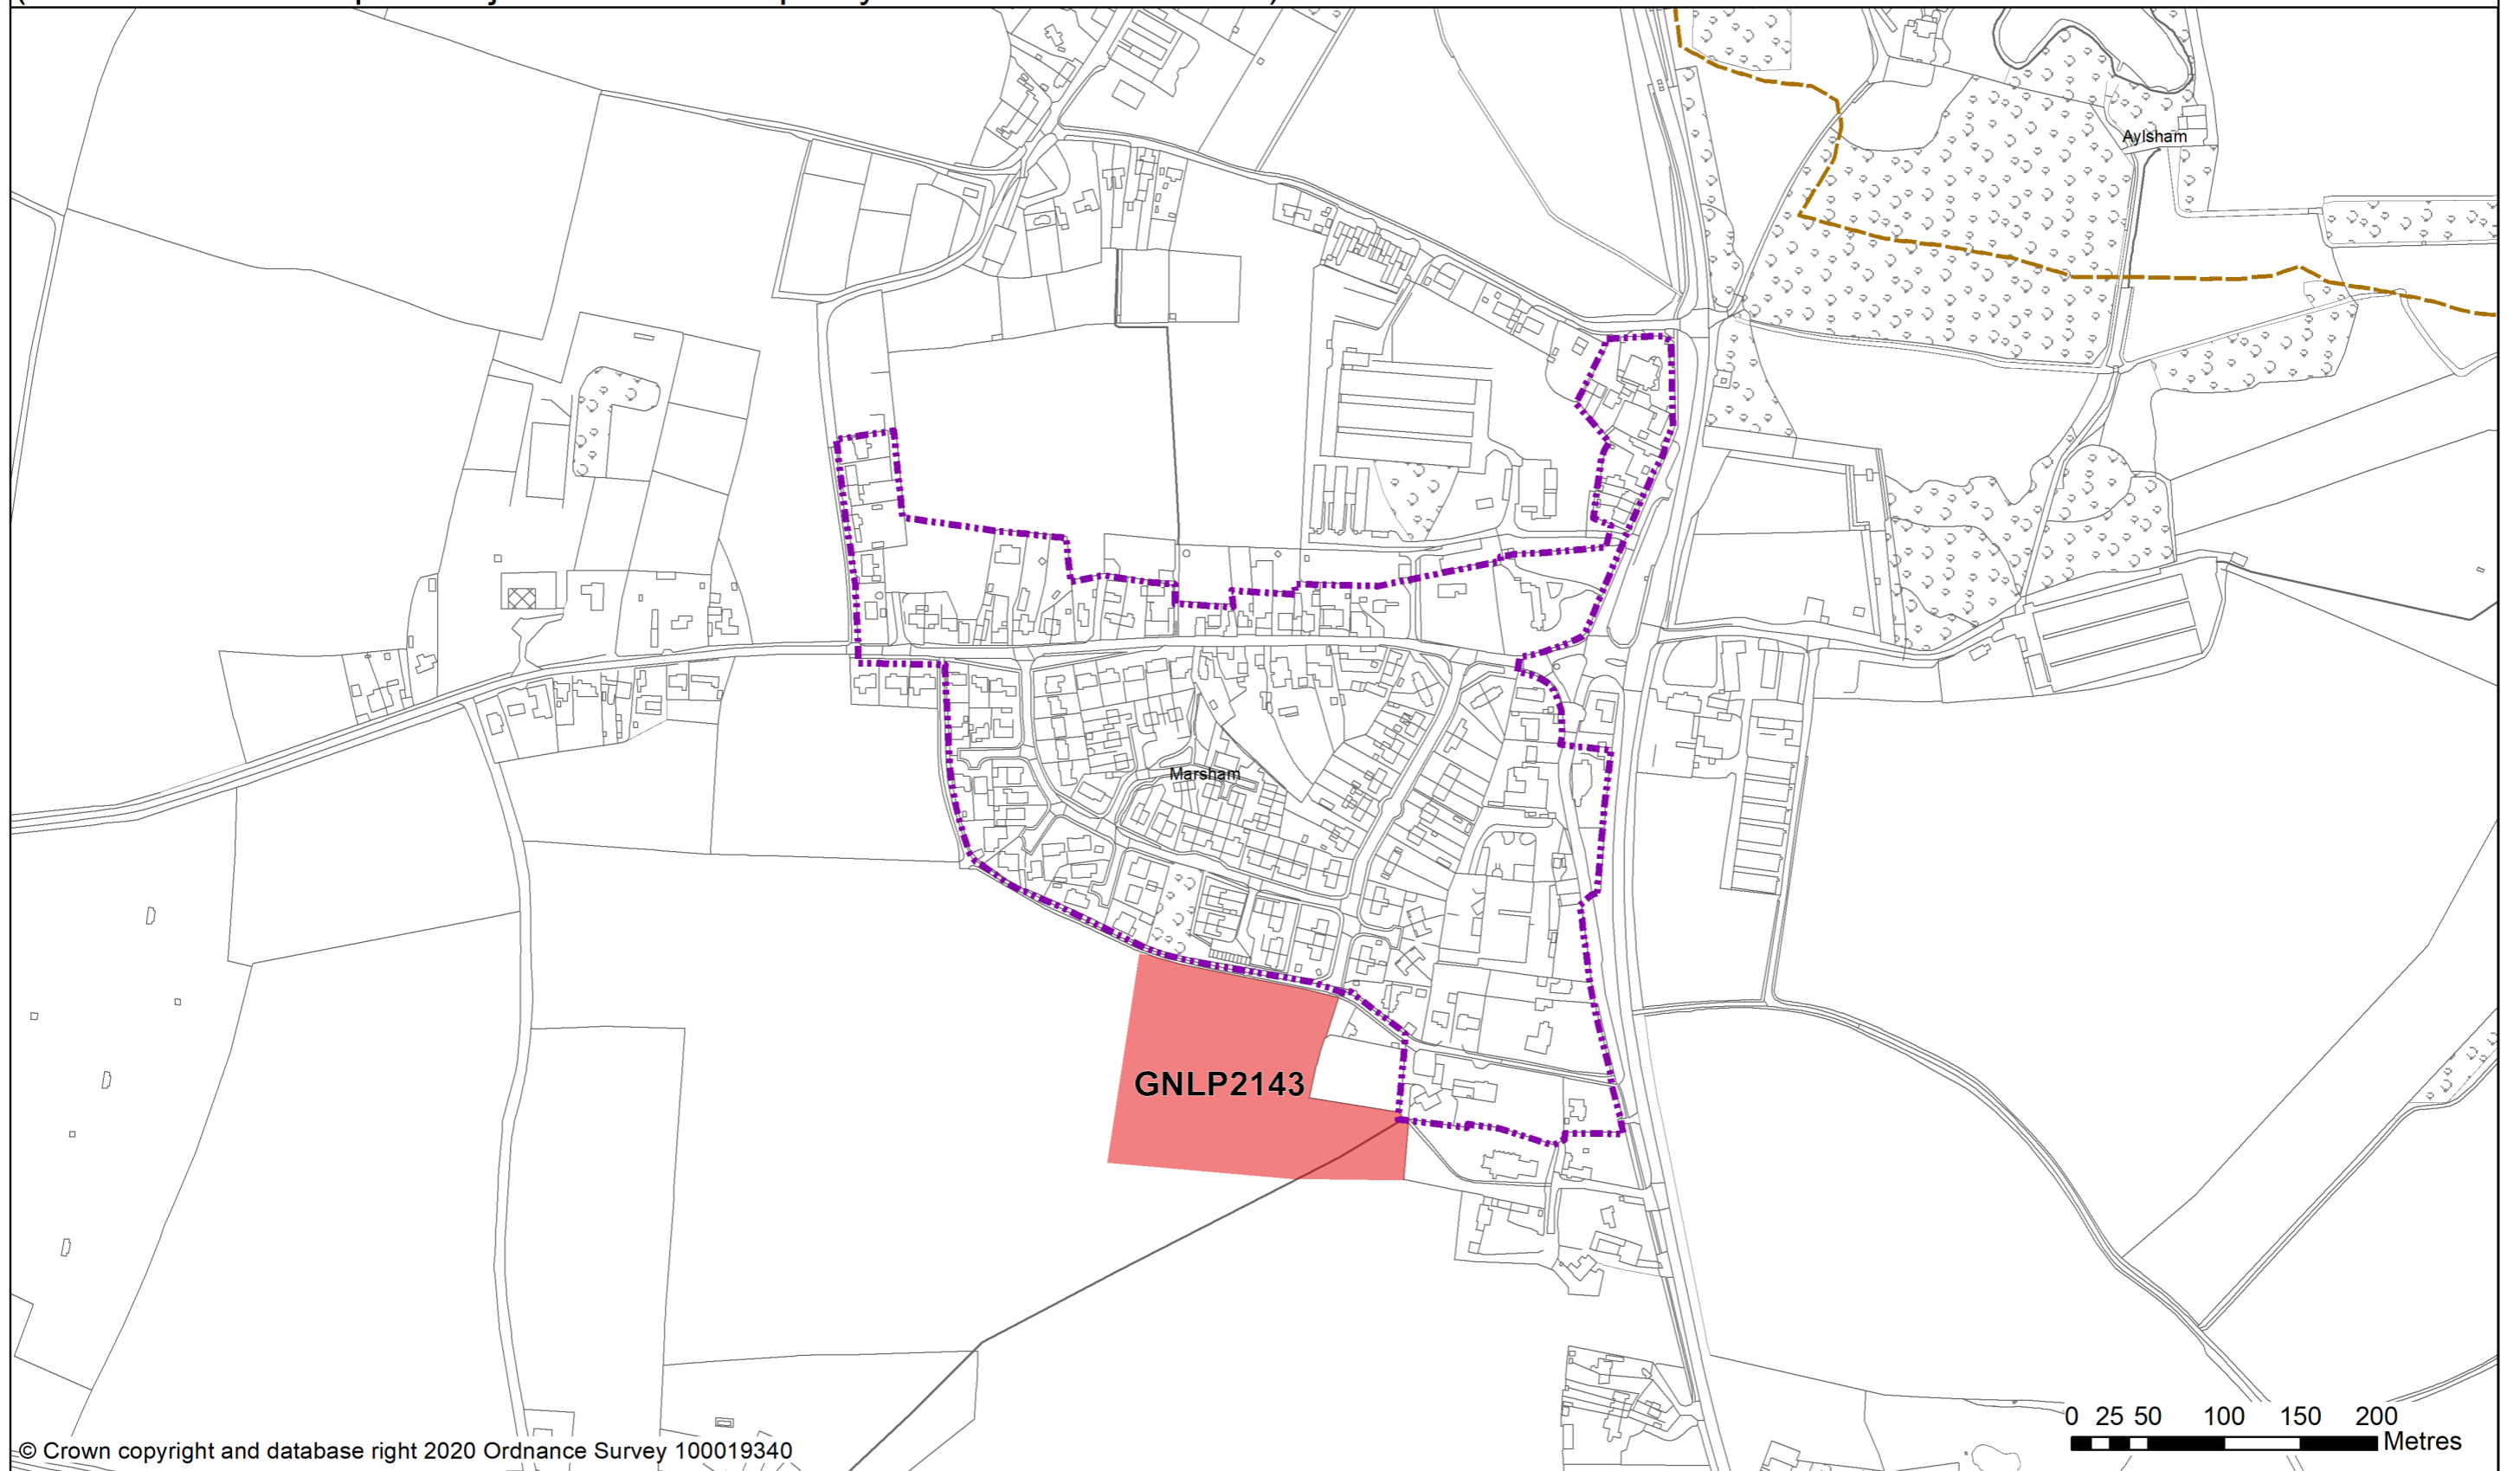 Aylsham
Marsham
GNLP2143
0 25 50 100 150 200
Metres
© Crown copyright and database right 2020 Ordnance Survey 100019340